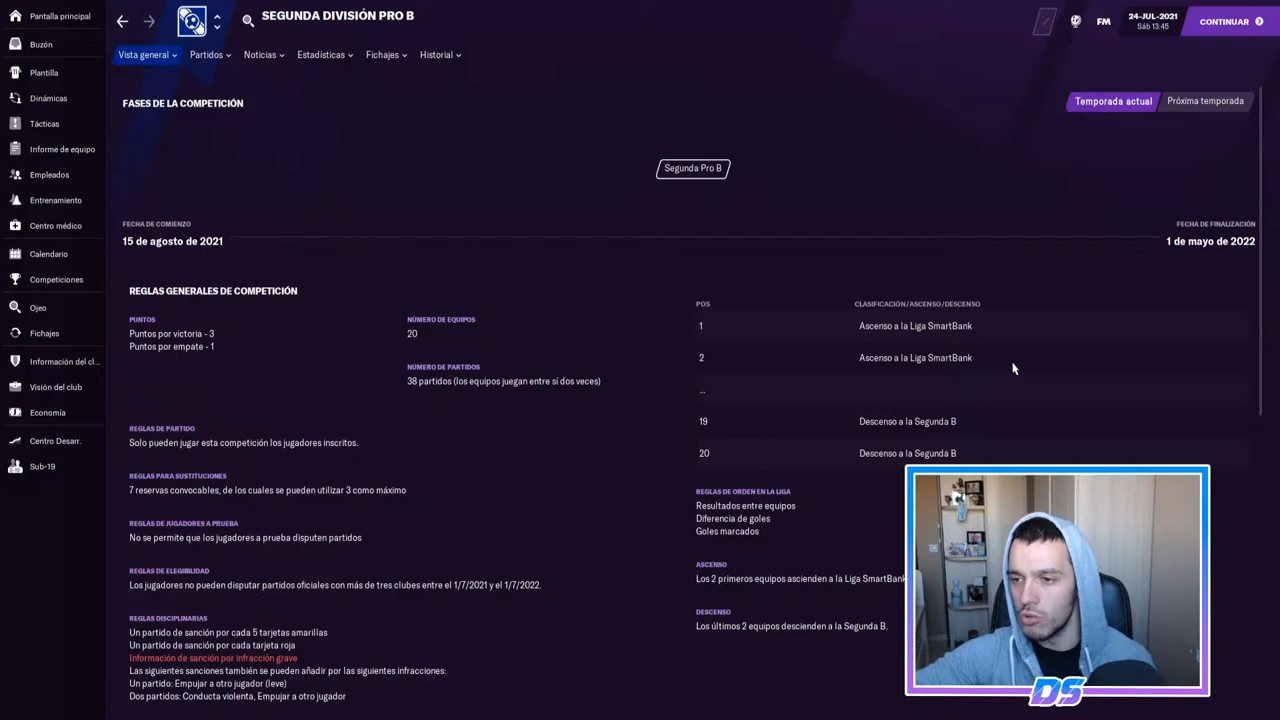 Pantalla principal
Buzón
Plantilla
Dinámicas
Tácticas
Informe de equipo
Empleados
Entrenamiento
Centro médico
Calendario
Competiciones
Ojeo
Fichajes
Información del cl...
Visión del club
Economía
Centro Desarr.
Sub-19
SEGUNDA DIVISIÓN PRO B
FM
24-JUL-2021
Sáb 13:45
CONTINUAR
Vista general
Partidos
Noticias
Estadísticas
Fichajes
Historial
FASES DE LA COMPETICIÓN
Temporada actual
Próxima temporada
Segunda Pro B
FECHA DE COMIENZO
15 de agosto de 2021
FECHA DE FINALIZACIÓN
1 de mayo de 2022
REGLAS GENERALES DE COMPETICIÓN
PUNTOS
Puntos por victoria - 3
Puntos por empate - 1
NÚMERO DE EQUIPOS
20
NÚMERO DE PARTIDOS
38 partidos (los equipos juegan entre sí dos veces)
REGLAS DE PARTIDO
Solo pueden jugar esta competición los jugadores inscritos.
REGLAS PARA SUSTITUCIONES
7 reservas convocables, de los cuales se pueden utilizar 3 como máximo
REGLAS DE JUGADORES A PRUEBA
No se permite que los jugadores a prueba disputen partidos
REGLAS DE ELEGIBILIDAD
Los jugadores no pueden disputar partidos oficiales con más de tres clubes entre el 1/7/2021 y el 1/7/2022.
REGLAS DISCIPLINARIAS
Un partido de sanción por cada 5 tarjetas amarillas
Un partido de sanción por cada tarjeta roja
Información de sanción por infracción grave
Las siguientes sanciones también se pueden añadir por las siguientes infracciones:
Un partido: Empujar a otro jugador (leve)
Dos partidos: Conducta violenta, Empujar a otro jugador
POS CLASIFICACIÓN/ASCENSO/DESCENSO
1 Ascenso a la Liga SmartBank
2 Ascenso a la Liga SmartBank
...
19 Descenso a la Segunda B
20 Descenso a la Segunda B
REGLAS DE ORDEN EN LA LIGA
Resultados entre equipos
Diferencia de goles
Goles marcados
ASCENSO
Los 2 primeros equipos ascienden a la Liga SmartBank
DESCENSO
Los últimos 2 equipos descienden a la Segunda B.
DS